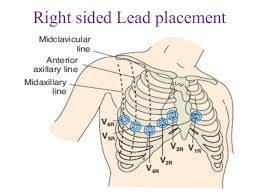 Right sided Lead placement
Midclavicular
line
Anterior
axillary line
Midaxillary
line
V6R
V5R
V4R
V3R
V2R
V1R